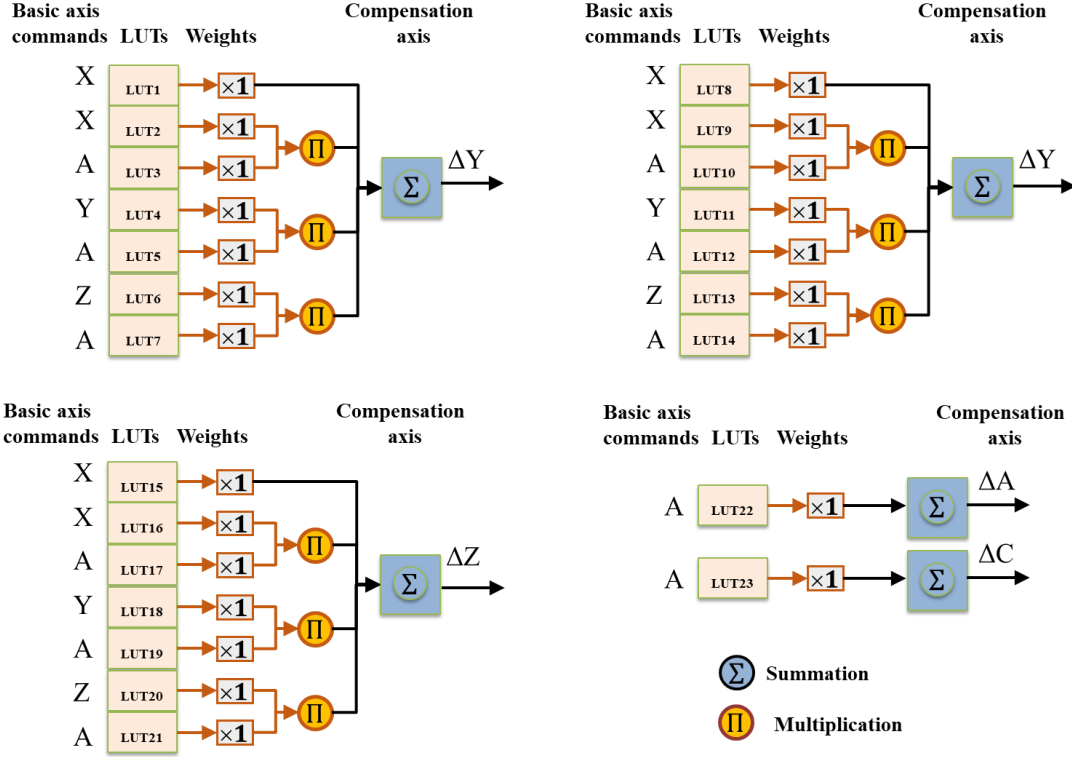 Basic axis
commands LUTs Weights
Compensation
axis
X LUT1 ×1
X LUT2 ×1
Π
A LUT3 ×1
ΔY
Σ
Y LUT4 ×1
Π
A LUT5 ×1
Z LUT6 ×1
Π
A LUT7 ×1
Basic axis
commands LUTs Weights
Compensation
axis
X LUT8 ×1
X LUT9 ×1
Π
A LUT10 ×1
ΔY
Σ
Y LUT11 ×1
Π
A LUT12 ×1
Z LUT13 ×1
Π
A LUT14 ×1
Basic axis
commands LUTs Weights
Compensation
axis
X LUT15 ×1
X LUT16 ×1
Π
A LUT17 ×1
ΔZ
Σ
Y LUT18 ×1
Π
A LUT19 ×1
Z LUT20 ×1
Π
A LUT21 ×1
Basic axis
commands LUTs Weights
Compensation
axis
A LUT22 ×1 Σ ΔA
A LUT23 ×1 Σ ΔC
Σ Summation
Π Multiplication